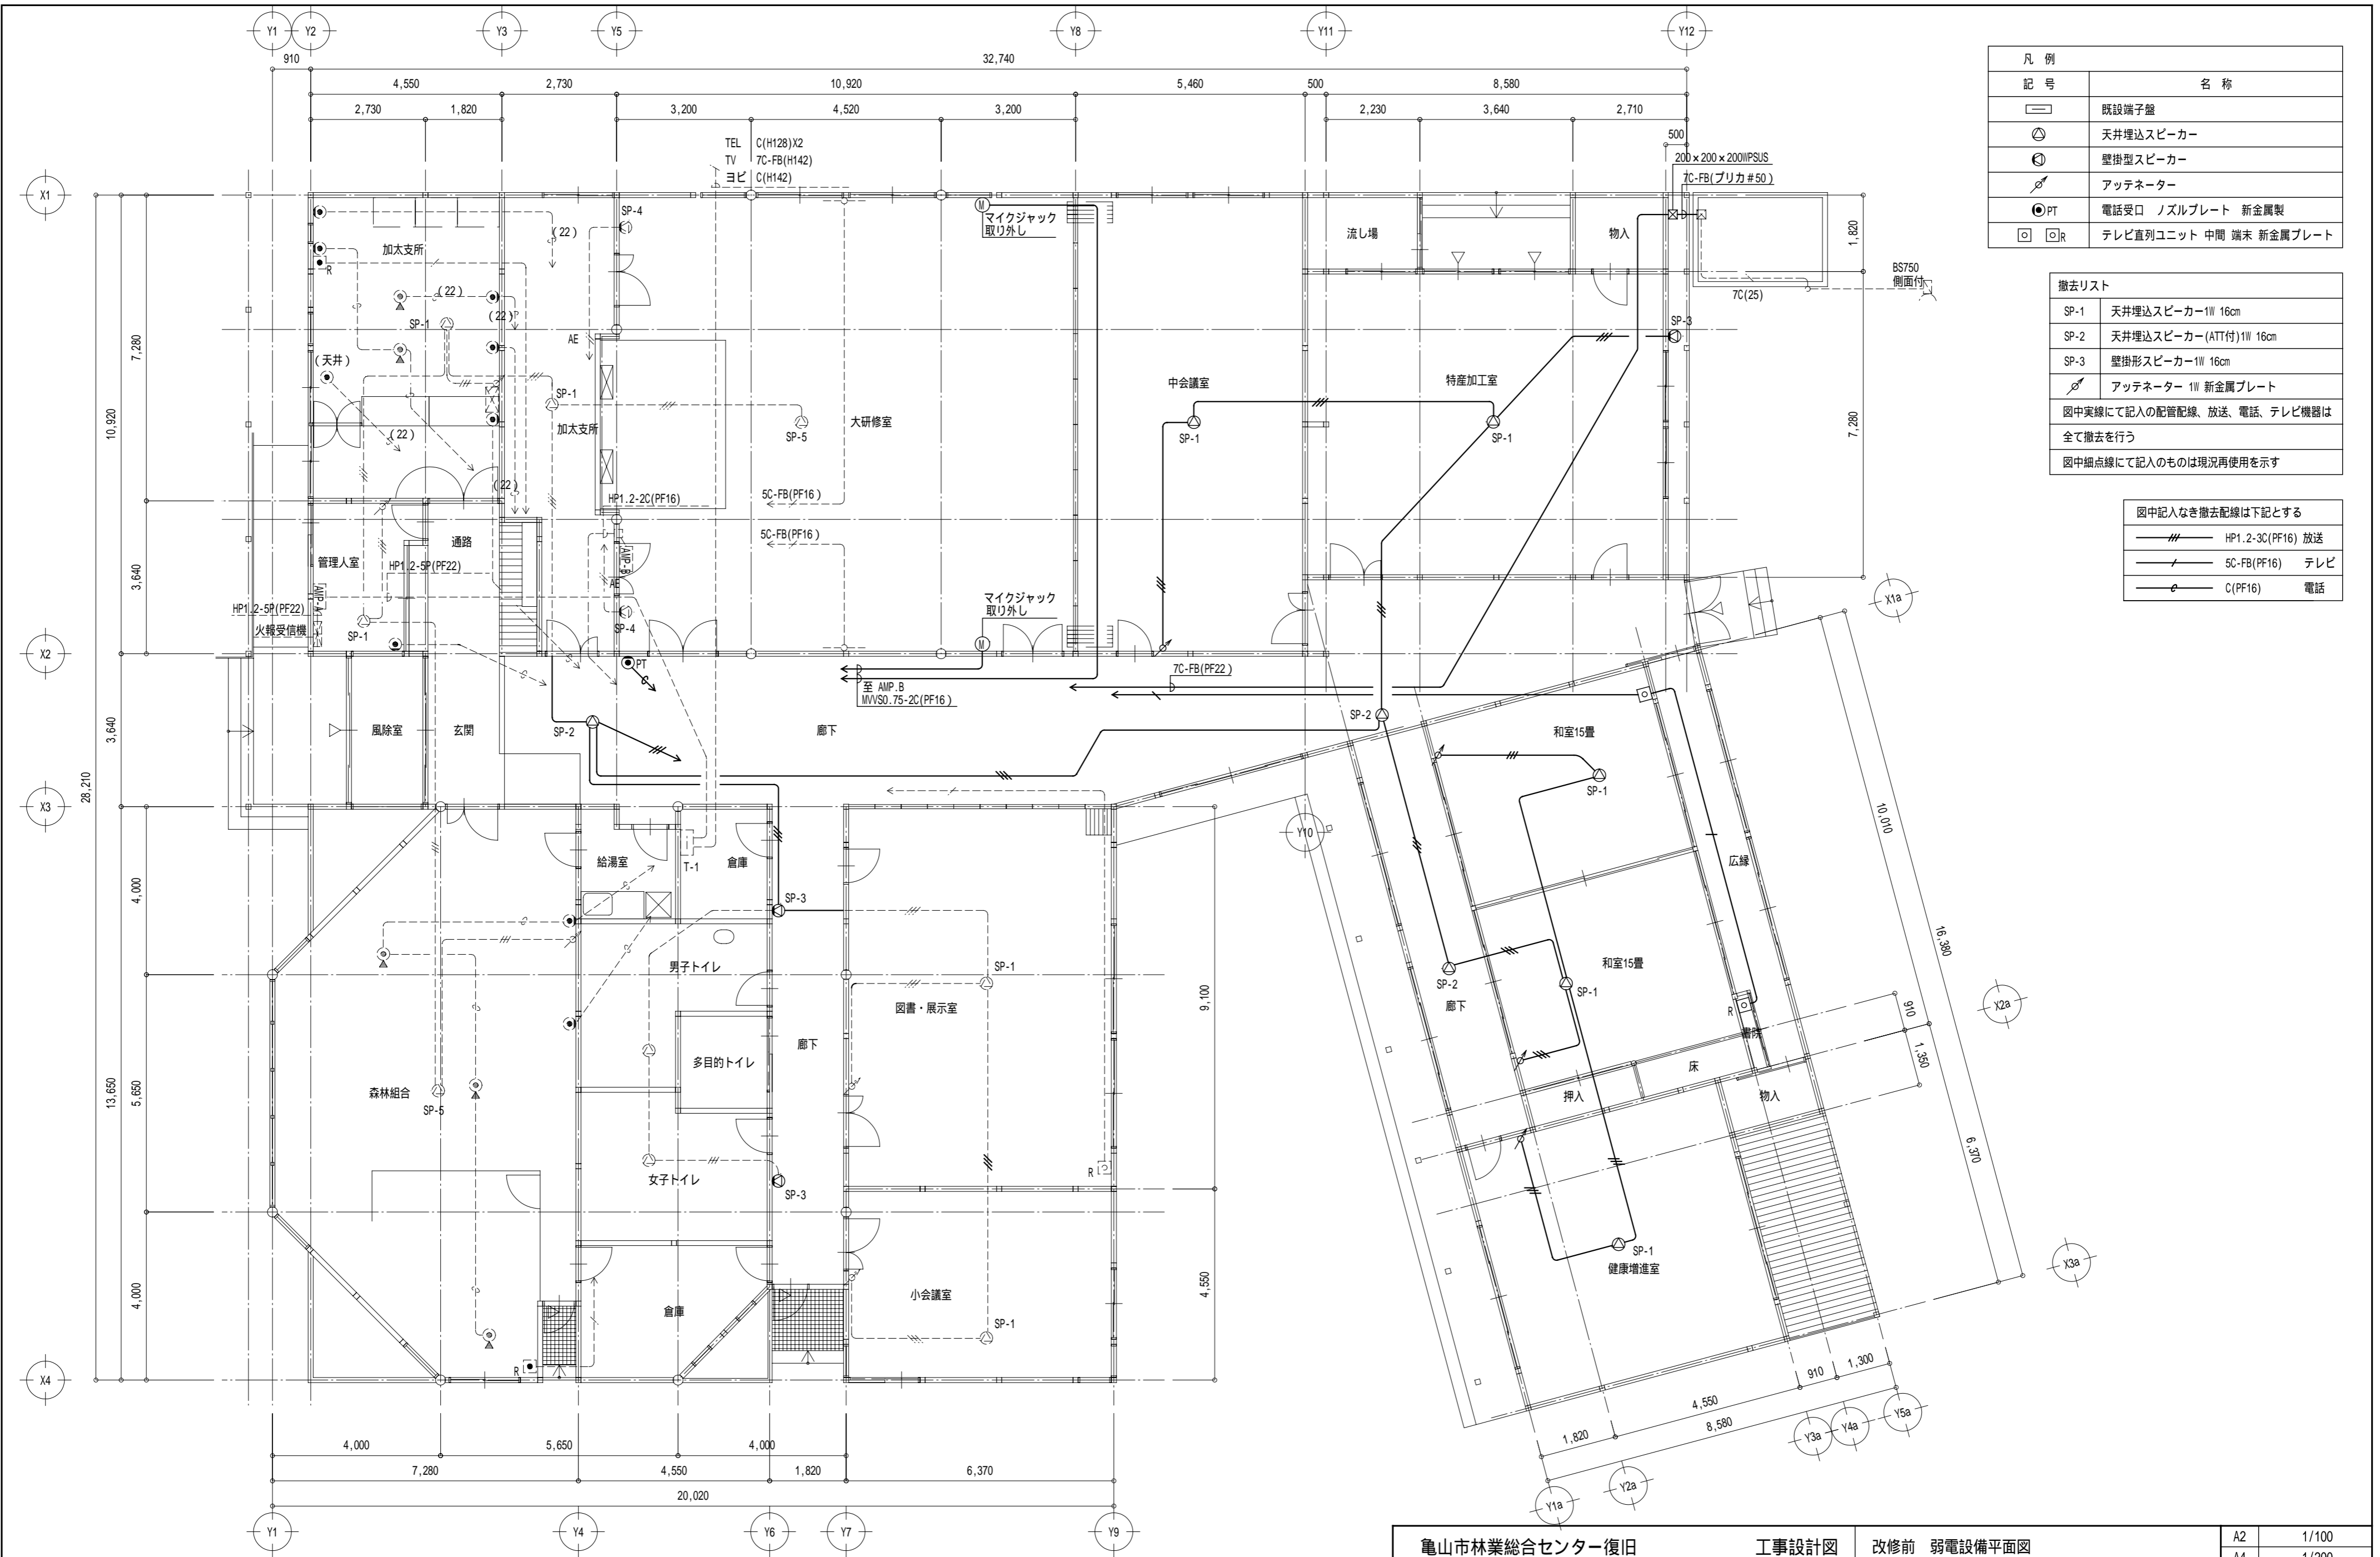 Y1
Y2
Y3
Y5
Y8
Y11
Y12
910
32,740
4,550
2,730
10,920
5,460
500
8,580
2,730
1,820
3,200
4,520
3,200
2,230
3,640
2,710
500
TEL C(H128)X2
TV 7C-FB(H142)
ヨビ C(H142)
200×200×200WPSUS
7C-FB(プリカ#50)
凡 例
記 号 名 称
既設端子盤
天井埋込スピーカー
壁掛型スピーカー
アッテネーター
PT 電話受口 ノズルプレート 新金属製
R テレビ直列ユニット 中間 端末 新金属プレート
撤去リスト
SP-1 天井埋込スピーカー1W 16cm
SP-2 天井埋込スピーカー(ATT付)1W 16cm
SP-3 壁掛形スピーカー1W 16cm
アッテネーター 1W 新金属プレート
図中実線にて記入の配管配線、放送、電話、テレビ機器は
全て撤去を行う
図中細点線にて記入のものは現況再使用を示す
図中記入なき撤去配線は下記とする
HP1.2-3C(PF16) 放送
5C-FB(PF16) テレビ
C(PF16) 電話
X1
X2
X3
X4
1,820
7,280
7,280
10,920
3,640
3,640
28,210
4,000
13,650
5,650
4,000
加太支所
R
(22)
SP-4
M
マイクジャック
取り外し
流し場
物入
BS750
側面付
7C(25)
(22)
(22)
SP-1
AE
(天井)
SP-1
加太支所
SP-5
大研修室
中会議室
SP-1
特産加工室
SP-1
SP-3
(22)
(22)
HP1.2-2C(PF16)
5C-FB(PF16)
5C-FB(PF16)
通路
管理人室
HP1.2-5P(PF22)
AMP-A
AMP-B
AE
HP1.2-5P(PF22)
火報受信機
SP-1
SP-4
マイクジャック
取り外し
M
PT
至 AMP.B
MVVS0.75-2C(PF16)
7C-FB(PF22)
風除室
玄関
SP-2
廊下
SP-2
和室15畳
SP-1
給湯室
T-1
倉庫
SP-3
Y10
広縁
X1a
10,010
16,380
男子トイレ
SP-1
図書・展示室
9,100
SP-2
廊下
和室15畳
SP-1
R
書院
910
1,350
X2a
多目的トイレ
廊下
森林組合
SP-5
床
押入
物入
女子トイレ
SP-3
R
6,370
SP-1
健康増進室
X3a
倉庫
小会議室
SP-1
4,550
R
910
1,300
4,550
8,580
1,820
Y1a
Y2a
Y3a
Y4a
Y5a
4,000
5,650
4,000
7,280
4,550
1,820
6,370
20,020
Y1
Y4
Y6
Y7
Y9
亀山市林業総合センター復旧 工事設計図 改修前 弱電設備平面図
A2 1/100